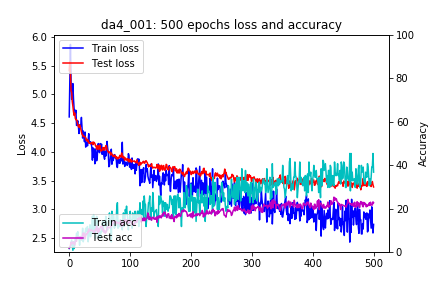 da4_001: 500 epochs loss and accuracy
6.0
5.5
5.0
4.5
4.0
3.5
3.0
2.5
Loss
Train loss
Test loss
Train acc
Test acc
100
80
60
40
20
0
Accuracy
0
100
200
300
400
500